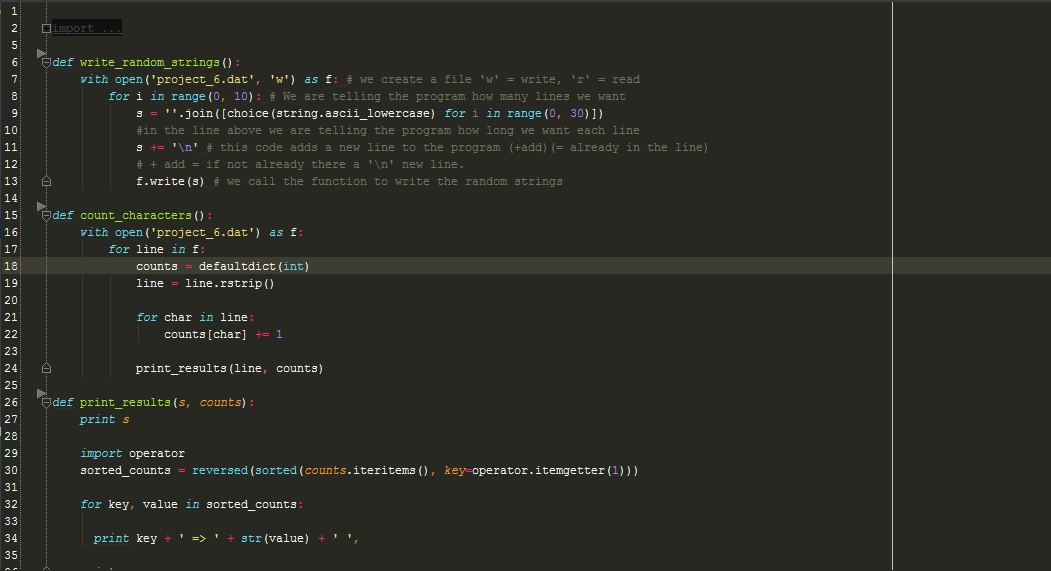 1
2 import ...
5
6 def write_random_strings():
7 with open('project_6.dat', 'w') as f: # we create a file 'w' = write, 'r' = read
8 for i in range(0, 10): # We are telling the program how many lines we want
9 s = ''.join([choice(string.ascii_lowercase) for i in range(0, 30)])
10 #in the line above we are telling the program how long we want each line
11 s += '\n' # this code adds a new line to the program (+add)(= already in the line)
12 # + add = if not already there a '\n' new line.
13 f.write(s) # we call the function to write the random strings
14
15 def count_characters():
16 with open('project_6.dat') as f:
17 for line in f:
18 counts = defaultdict(int)
19 line = line.rstrip()
20
21 for char in line:
22 counts[char] += 1
23
24 print_results(line, counts)
25
26 def print_results(s, counts):
27 print s
28
29 import operator
30 sorted_counts = reversed(sorted(counts.iteritems(), key=operator.itemgetter(1)))
31
32 for key, value in sorted_counts:
33
34 print key + ' => ' + str(value) + ' ',
35